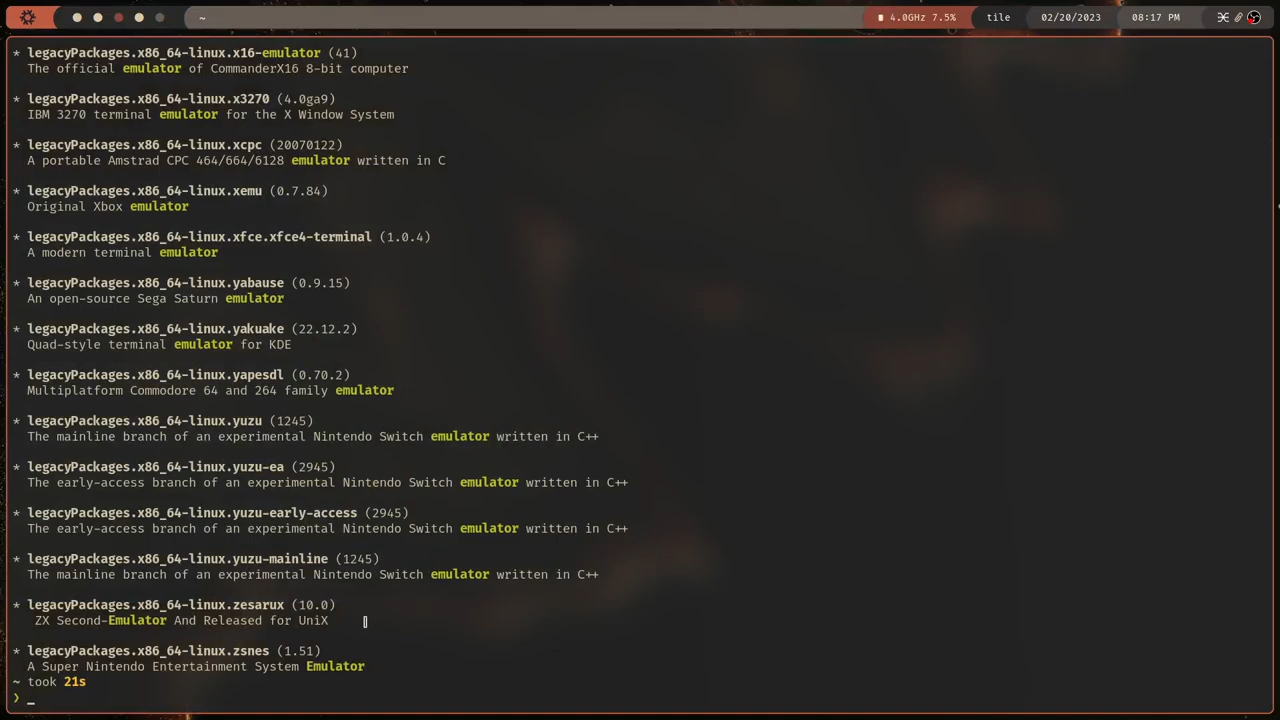 ~
4.0GHz 7.5%
tile
02/20/2023
08:17 PM
* legacyPackages.x86_64-linux.x16-emulator (41)
The official emulator of CommanderX16 8-bit computer
* legacyPackages.x86_64-linux.x3270 (4.0ga9)
IBM 3270 terminal emulator for the X Window System
* legacyPackages.x86_64-linux.xcpc (20070122)
A portable Amstrad CPC 464/664/6128 emulator written in C
* legacyPackages.x86_64-linux.xemu (0.7.84)
Original Xbox emulator
* legacyPackages.x86_64-linux.xfce.xfce4-terminal (1.0.4)
A modern terminal emulator
* legacyPackages.x86_64-linux.yabause (0.9.15)
An open-source Sega Saturn emulator
* legacyPackages.x86_64-linux.yakuake (22.12.2)
Quad-style terminal emulator for KDE
* legacyPackages.x86_64-linux.yapesdl (0.70.2)
Multiplatform Commodore 64 and 264 family emulator
* legacyPackages.x86_64-linux.yuzu (1245)
The mainline branch of an experimental Nintendo Switch emulator written in C++
* legacyPackages.x86_64-linux.yuzu-ea (2945)
The early-access branch of an experimental Nintendo Switch emulator written in C++
* legacyPackages.x86_64-linux.yuzu-early-access (2945)
The early-access branch of an experimental Nintendo Switch emulator written in C++
* legacyPackages.x86_64-linux.yuzu-mainline (1245)
The mainline branch of an experimental Nintendo Switch emulator written in C++
* legacyPackages.x86_64-linux.zesarux (10.0)
ZX Second-Emulator And Released for UniX
* legacyPackages.x86_64-linux.zsnes (1.51)
A Super Nintendo Entertainment System Emulator
~ took 21s
❯ _